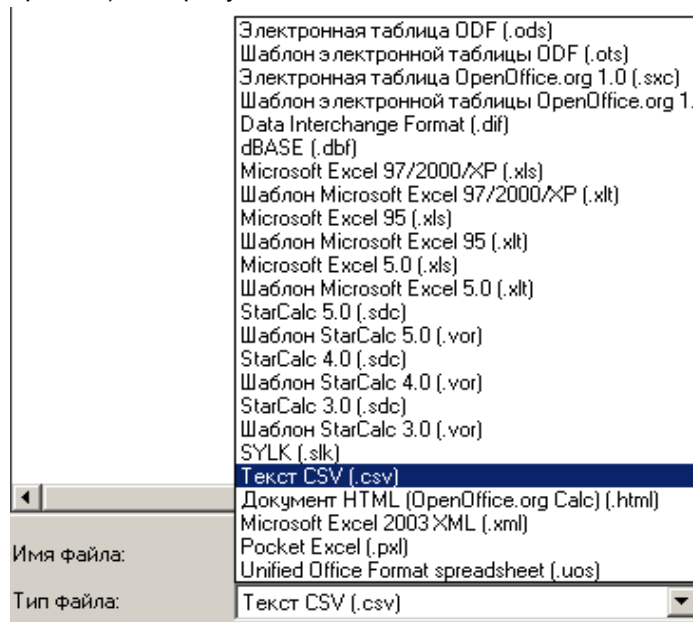 Электронная таблица ODF (.ods)
Шаблон электронной таблицы ODF (.ots)
Электронная таблица OpenOffice.org 1.0 (.sxc)
Шаблон электронной таблицы OpenOffice.org 1.
Data Interchange Format (.dif)
dBASE (.dbf)
Microsoft Excel 97/2000/XP (.xls)
Шаблон Microsoft Excel 97/2000/XP (.xlt)
Microsoft Excel 95 (.xls)
Шаблон Microsoft Excel 95 (.xlt)
Microsoft Excel 5.0 (.xls)
Шаблон Microsoft Excel 5.0 (.xlt)
StarCalc 5.0 (.sdc)
Шаблон StarCalc 5.0 (.vor)
StarCalc 4.0 (.sdc)
Шаблон StarCalc 4.0 (.vor)
StarCalc 3.0 (.sdc)
Шаблон StarCalc 3.0 (.vor)
SYLK (.slk)
Текст CSV (.csv)
Документ HTML (OpenOffice.org Calc) (.html)
Microsoft Excel 2003 XML (.xml)
Pocket Excel (.pxl)
Unified Office Format spreadsheet (.uos)
Имя файла:
Тип файла:
Текст CSV (.csv)